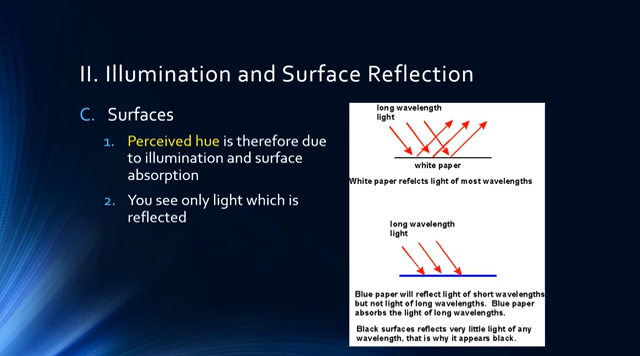 II. Illumination and Surface Reflection
C. Surfaces
1. Perceived hue is therefore due
to illumination and surface
absorption
2. You see only light which is
reflected
long wavelength
light
white paper
White paper refelcts light of most wavelengths
long wavelength
light
Blue paper will reflect light of short wavelengths
but not light of long wavelengths. Blue paper
absorbs the light of long wavelengths.
Black surfaces reflects very little light of any
wavelength, that is why it appears black.